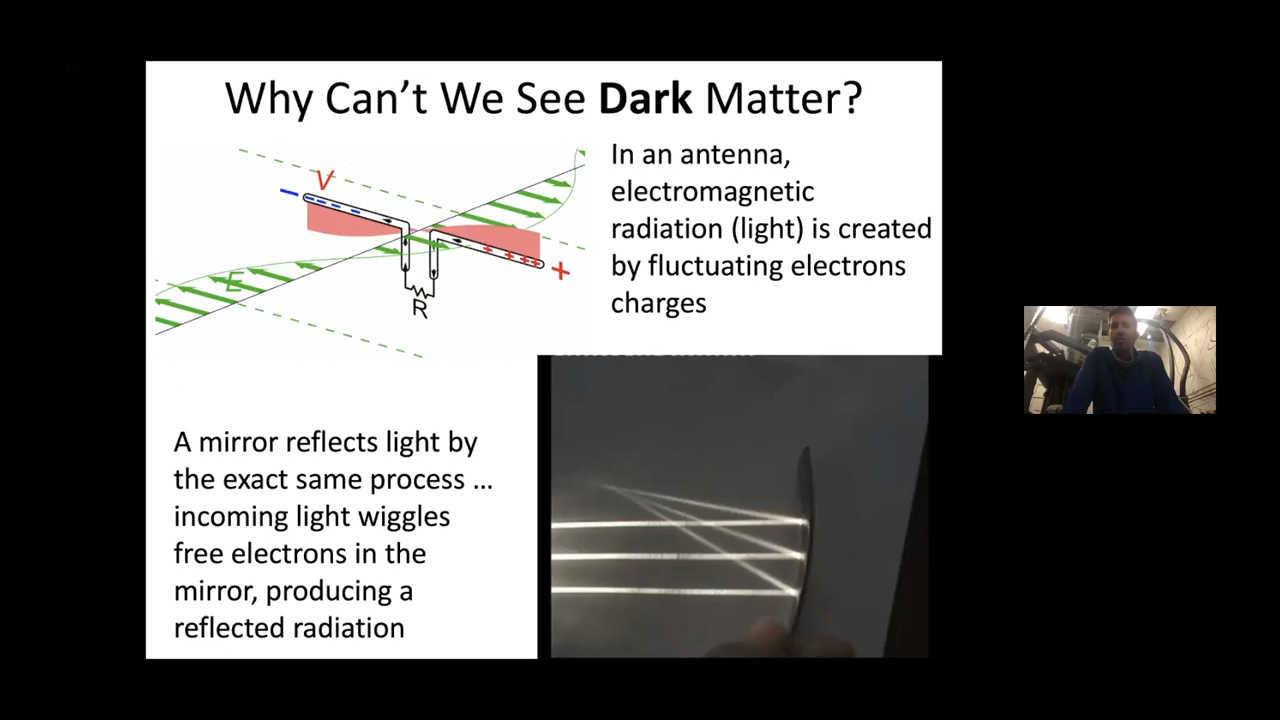 Why Can't We See Dark Matter?
V
E
R
+
In an antenna,
electromagnetic
radiation (light) is created
by fluctuating electrons
charges
A mirror reflects light by
the exact same process ...
incoming light wiggles
free electrons in the
mirror, producing a
reflected radiation